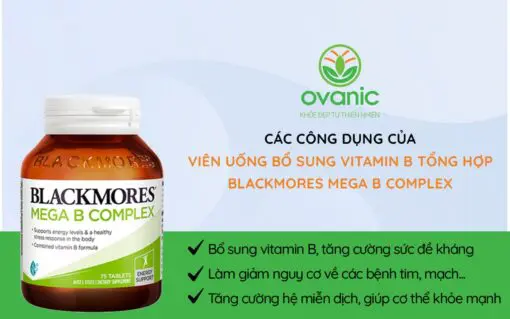 ovanic
KHỎE ĐẸP TỪ THIÊN NHIÊN
CÁC CÔNG DỤNG CỦA
VIÊN UỐNG BỔ SUNG VITAMIN B TỔNG HỢP
BLACKMORES MEGA B COMPLEX
BLACKMORES
BLACKMORES®
MEGA B COMPLEX
• Supports energy levels & a healthy
stress response in the body
• Combined vitamin B formula
75 TABLETS
ENERGY
SUPPORT
Bổ sung vitamin B, tăng cường sức đề kháng
Làm giảm nguy cơ về các bệnh tim, mạch...
Tăng cường hệ miễn dịch, giúp cơ thể khỏe mạnh